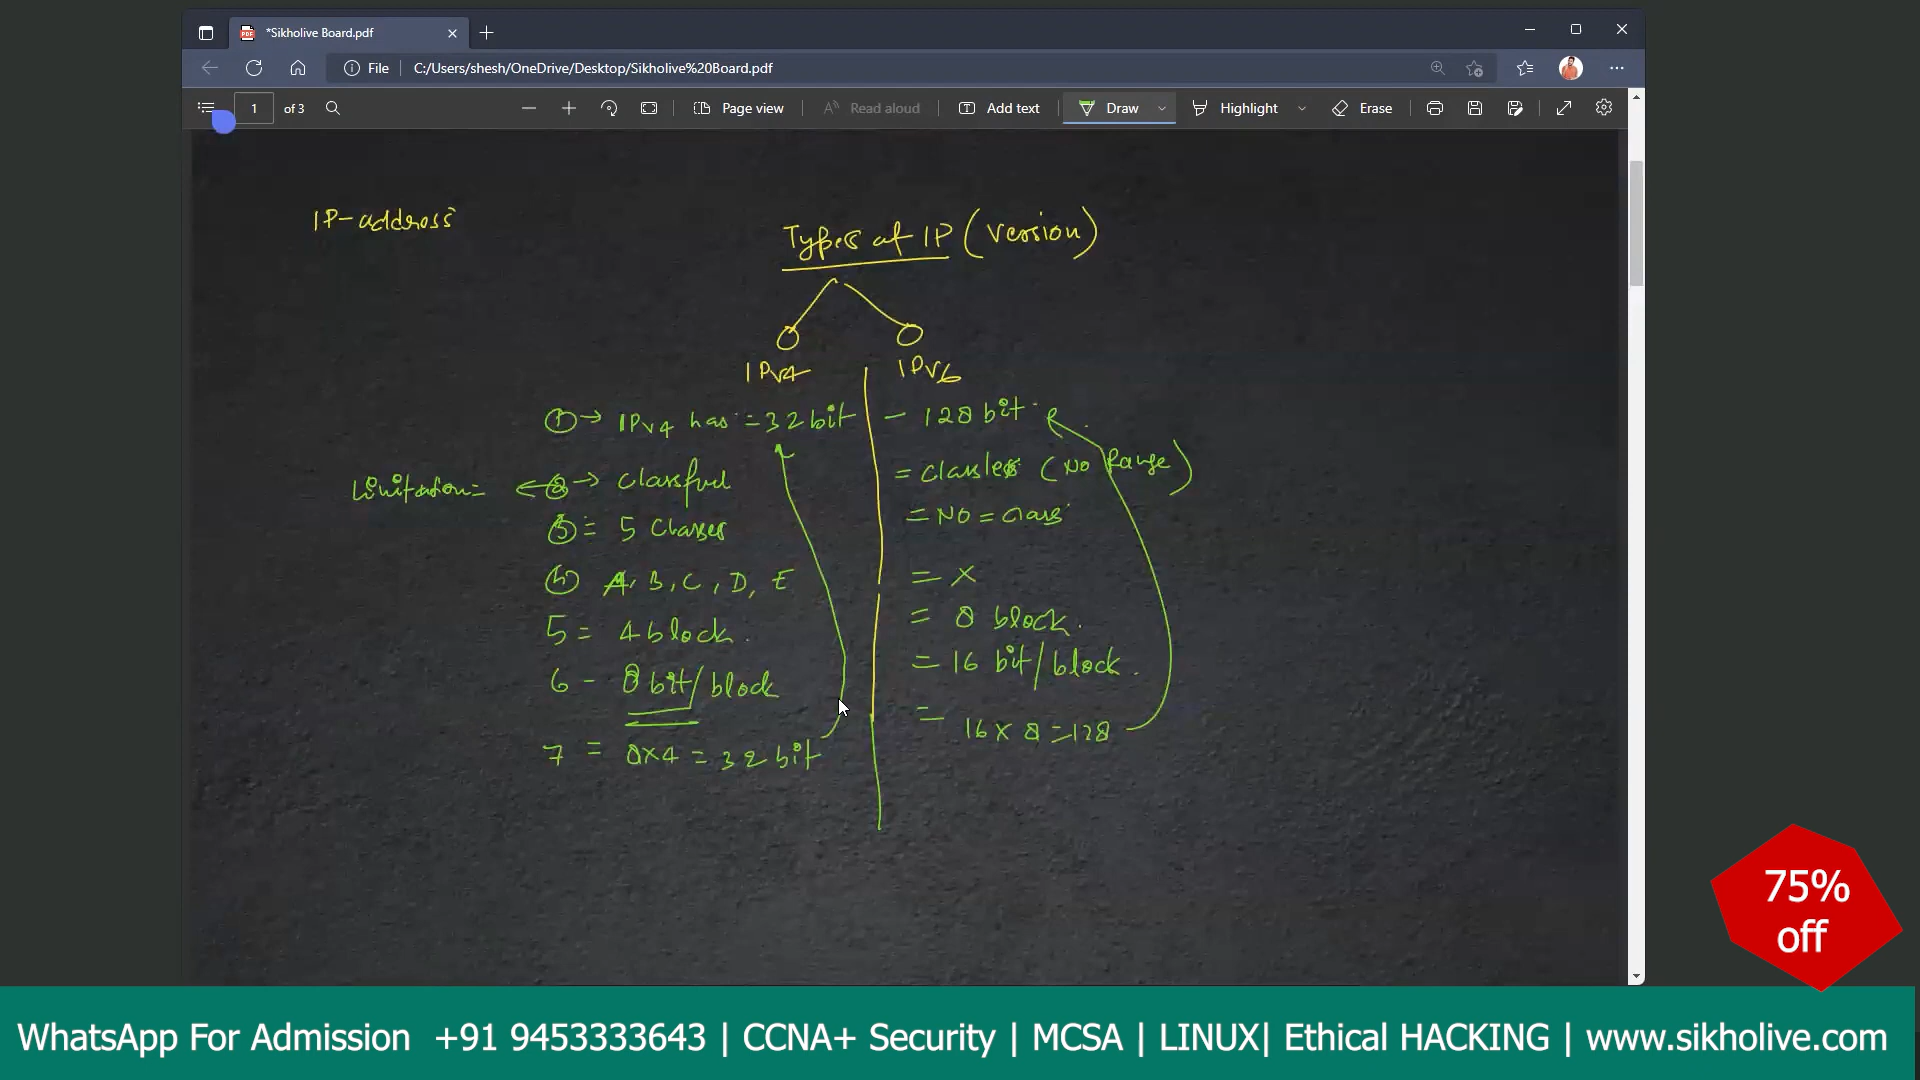 *Sikholive Board.pdf
File C:/Users/shesh/OneDrive/Desktop/Sikholive%20Board.pdf
1 of 3 Page view Read aloud Add text Draw Highlight Erase
IP-address
Types of IP (version)
IPv4 IPv6
① → IPv4 has = 32 bit - 128 bit
Limitation = ② → Classful = Classless (No Range)
③ = 5 Classes = NO = Class
④ A, B, C, D, E = X
5 = 4 block. = 8 block.
6 - 8 bit/block = 16 bit/block.
7 = 8x4 = 32 bit = 16 x 8 = 128
75%
off
WhatsApp For Admission +91 9453333643 | CCNA+ Security | MCSA | LINUX| Ethical HACKING | www.sikholive.com